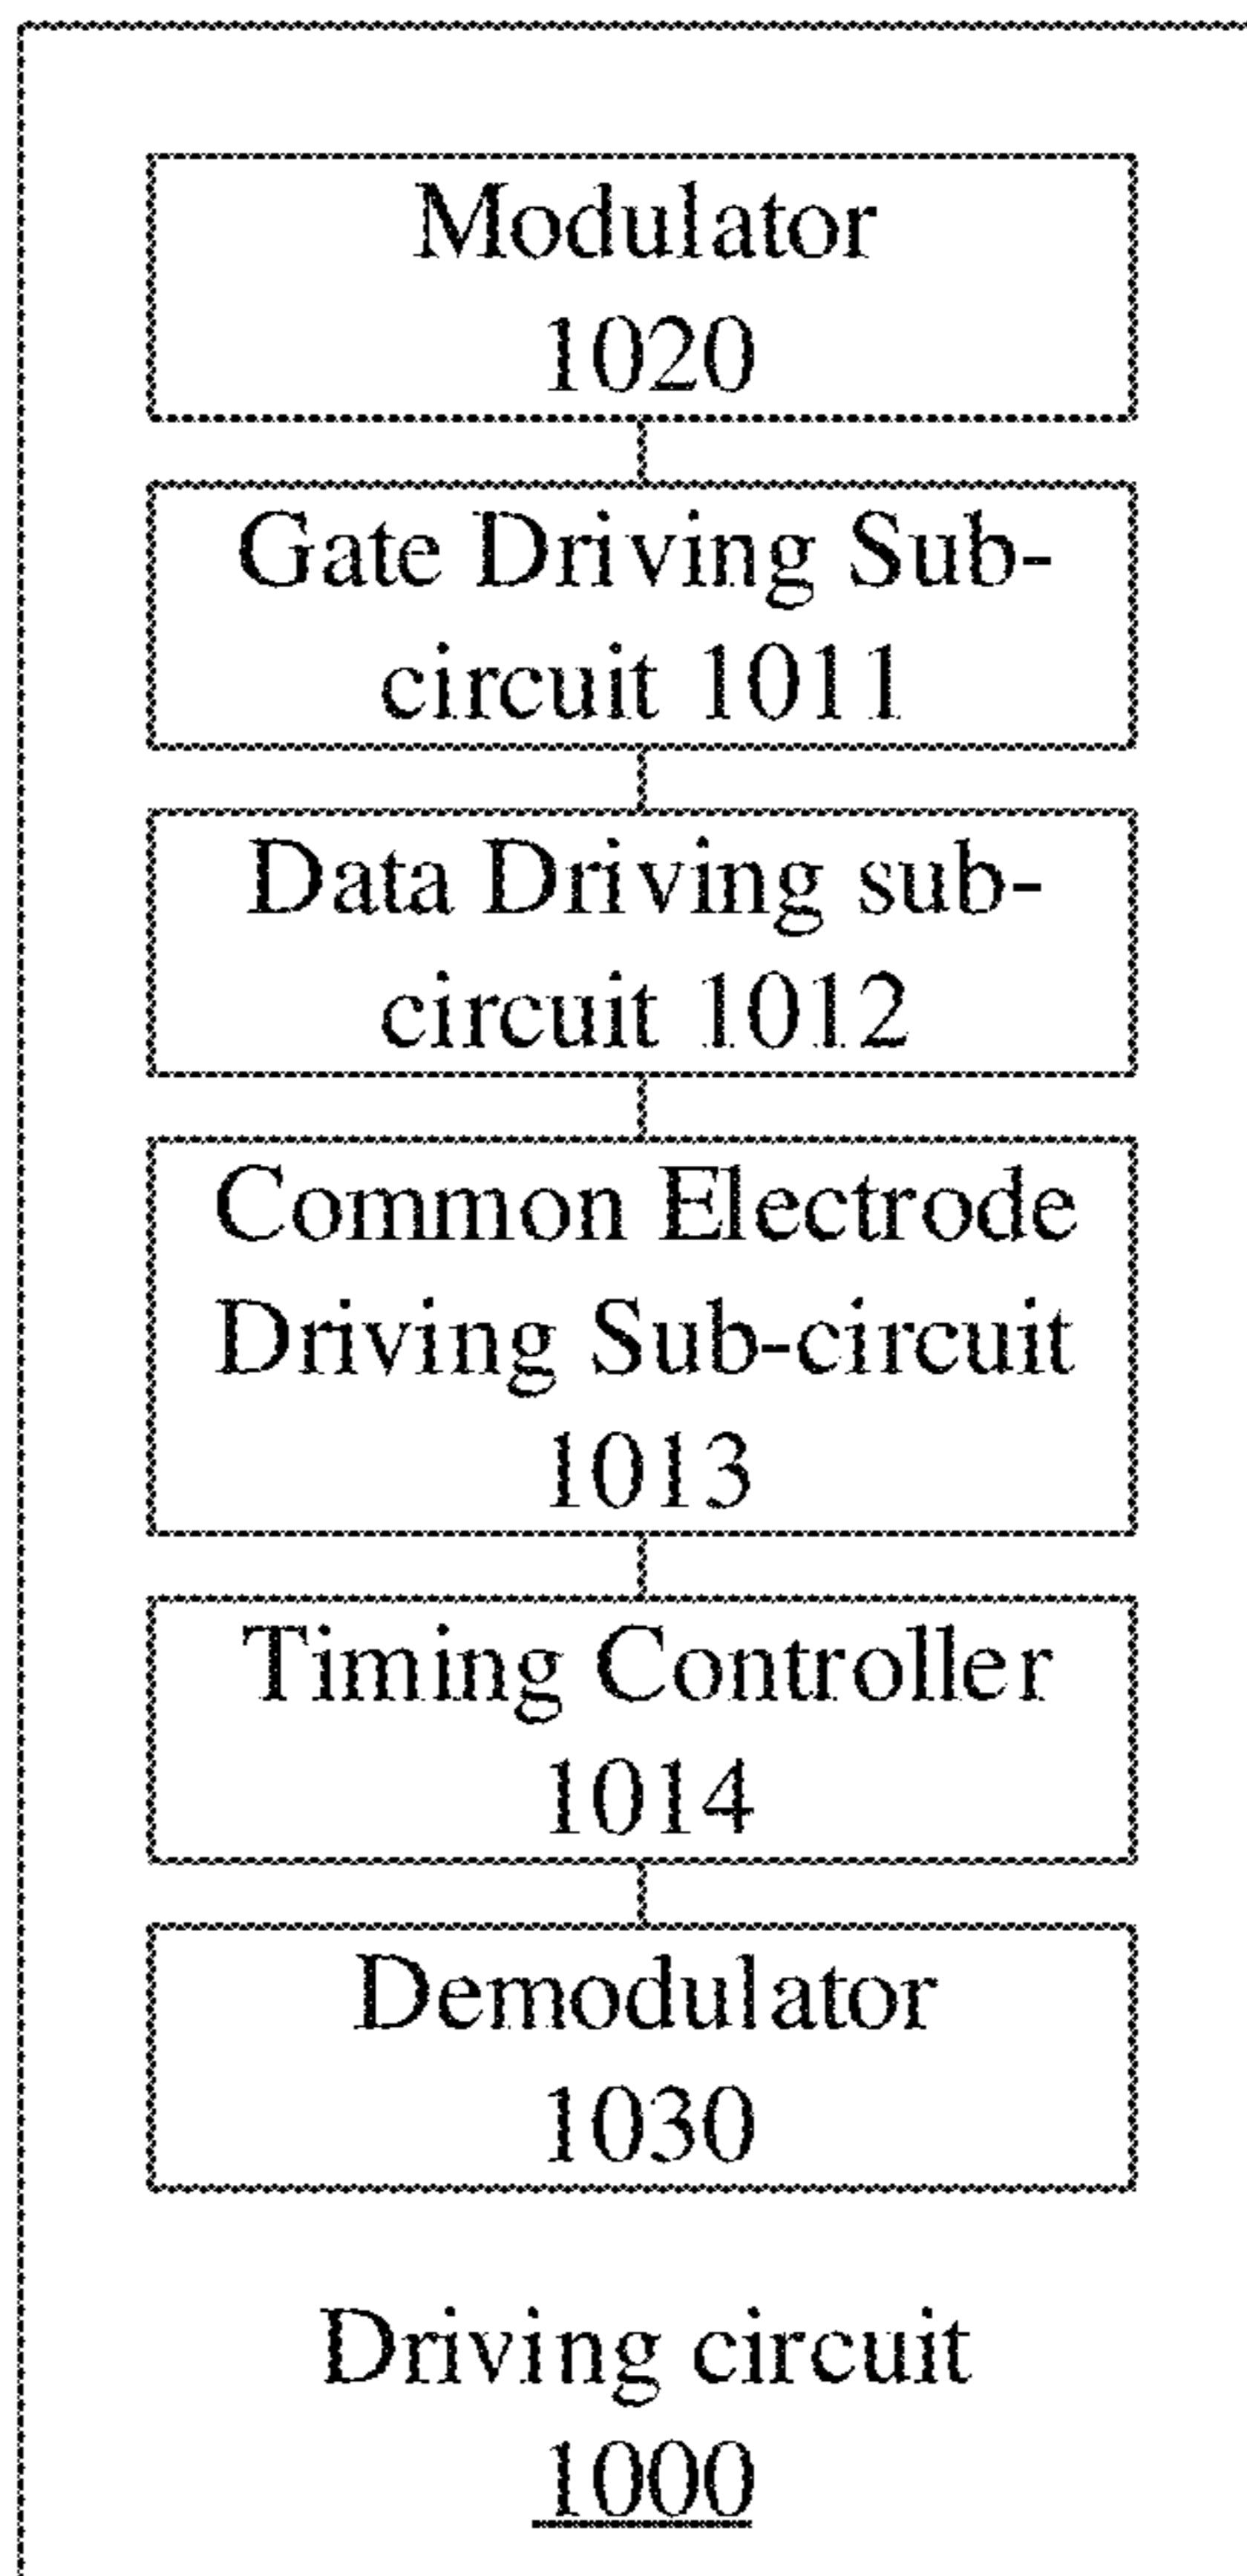 Modulator
1020
Gate Driving Sub-
circuit 1011
Data Driving sub-
circuit 1012
Common Electrode
Driving Sub-circuit
1013
Timing Controller
1014
Demodulator
1030
Driving circuit
1000